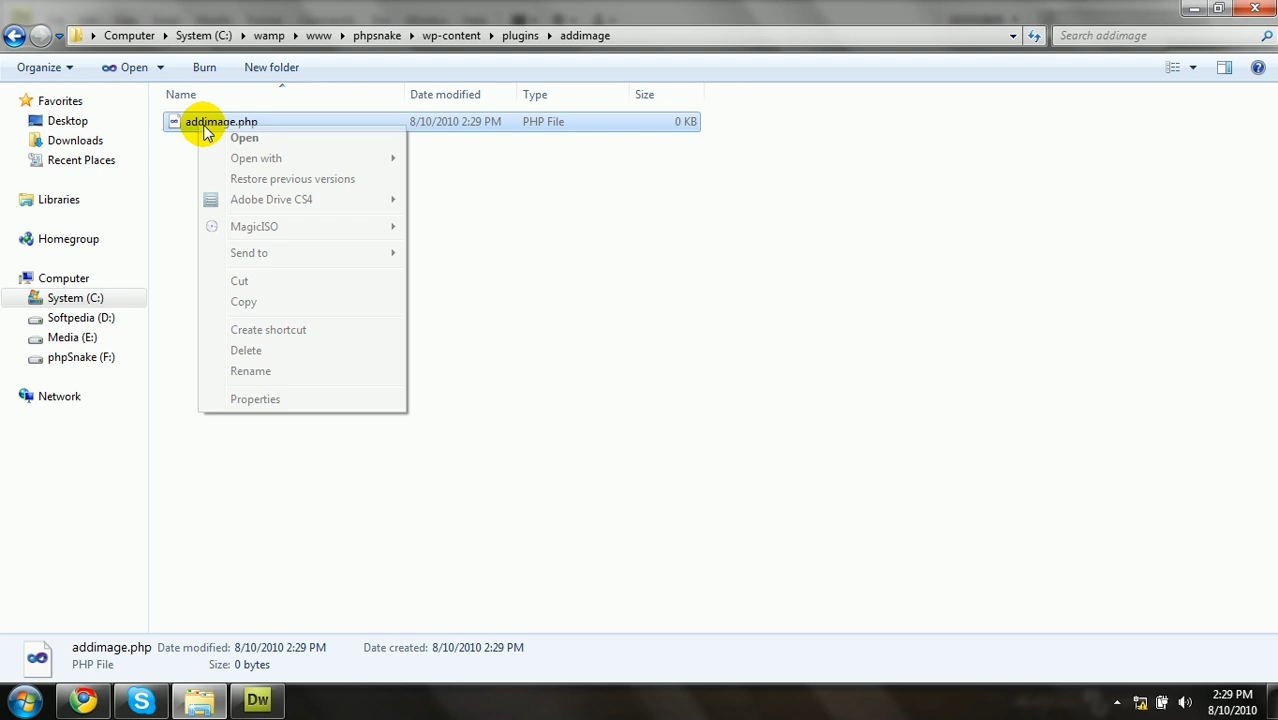 Computer System (C:) wamp www phpsnake wp-content plugins addimage Search addimage
Organize Open Burn New folder
Name Date modified Type Size
Favorites
Desktop
Downloads
Recent Places
Libraries
Homegroup
Computer
System (C:)
Softpedia (D:)
Media (E:)
phpSnake (F:)
Network
addimage.php 8/10/2010 2:29 PM PHP File 0 KB
Open
Open with
Restore previous versions
Adobe Drive CS4
MagicISO
Send to
Cut
Copy
Create shortcut
Delete
Rename
Properties
addimage.php Date modified: 8/10/2010 2:29 PM Date created: 8/10/2010 2:29 PM
PHP File Size: 0 bytes
Dw
2:29 PM
8/10/2010